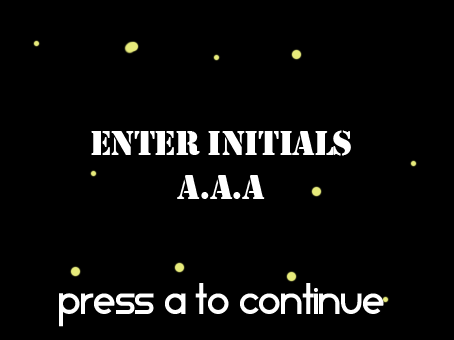 ENTER INITIALS
A.A.A
press a to continue